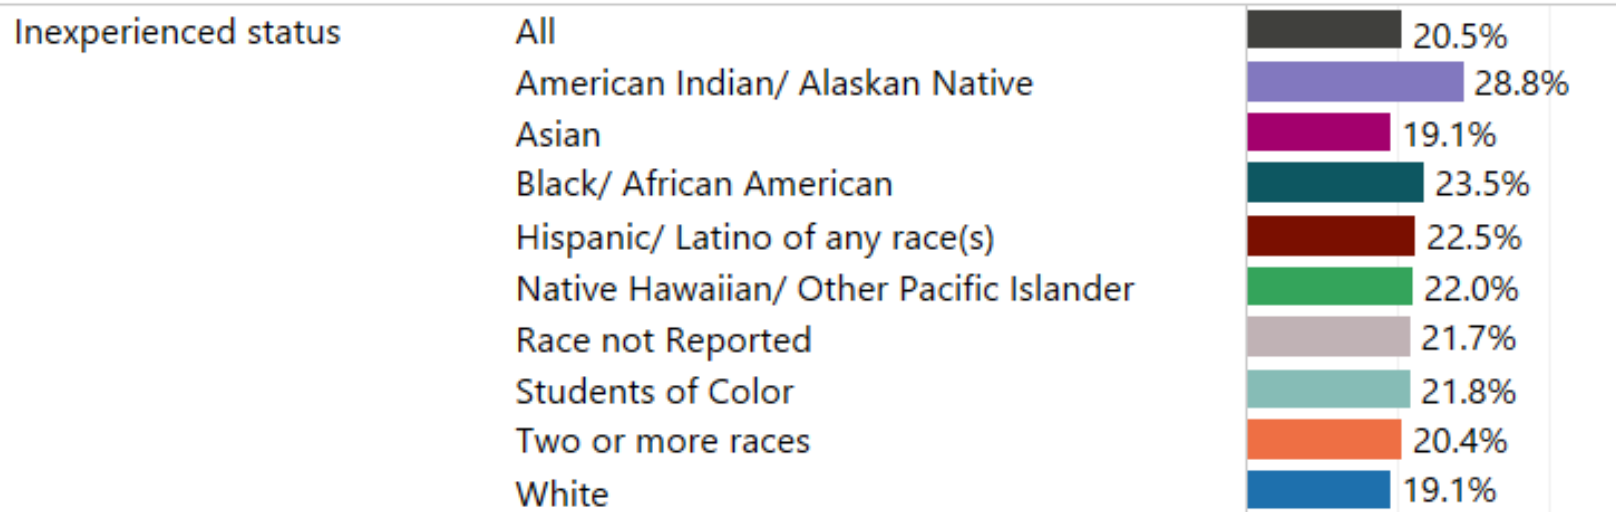 Inexperienced status All 20.5%
American Indian/ Alaskan Native 28.8%
Asian 19.1%
Black/ African American 23.5%
Hispanic/ Latino of any race(s) 22.5%
Native Hawaiian/ Other Pacific Islander 22.0%
Race not Reported 21.7%
Students of Color 21.8%
Two or more races 20.4%
White 19.1%